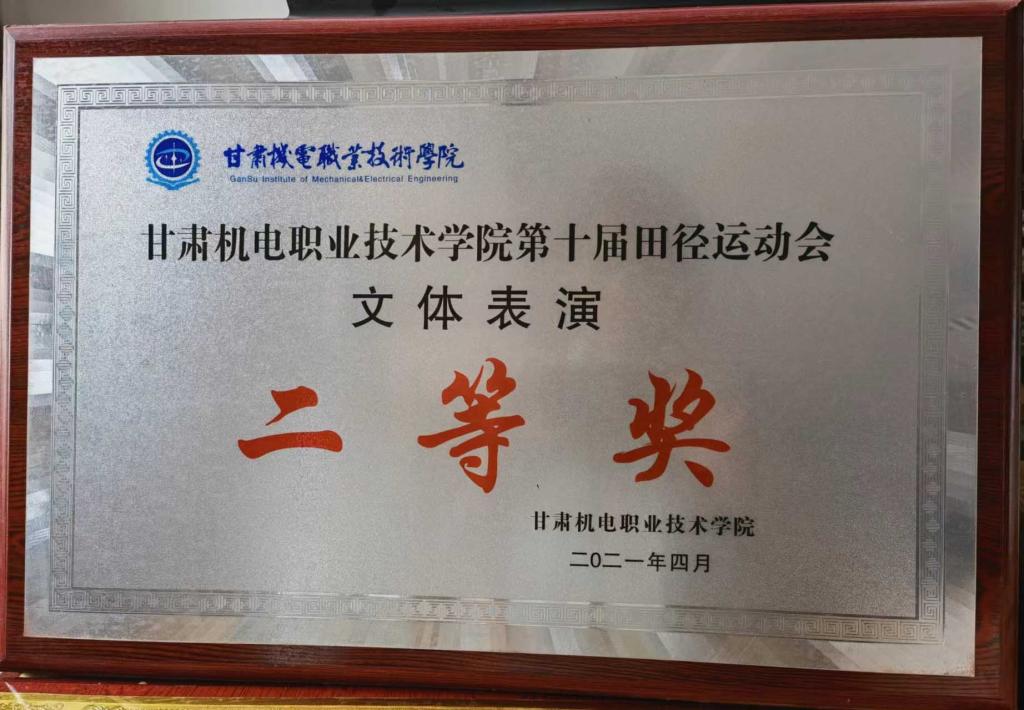 甘肅機電職業技術學院
GanSu Institute of Mechanical&Electrical Engineering
甘肃机电职业技术学院第十届田径运动会
文体表演
二等奖
甘肃机电职业技术学院
二〇二一年四月